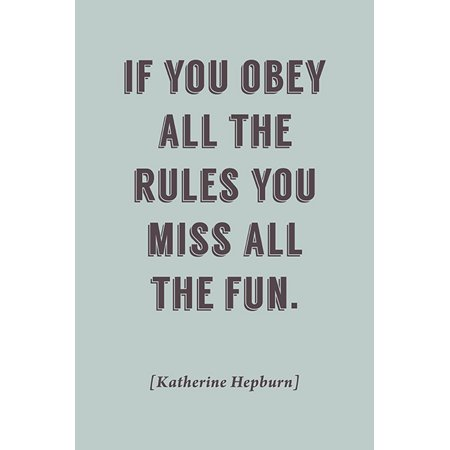 IF YOU OBEY
ALL THE
RULES YOU
MISS ALL
THE FUN.
[Katherine Hepburn]